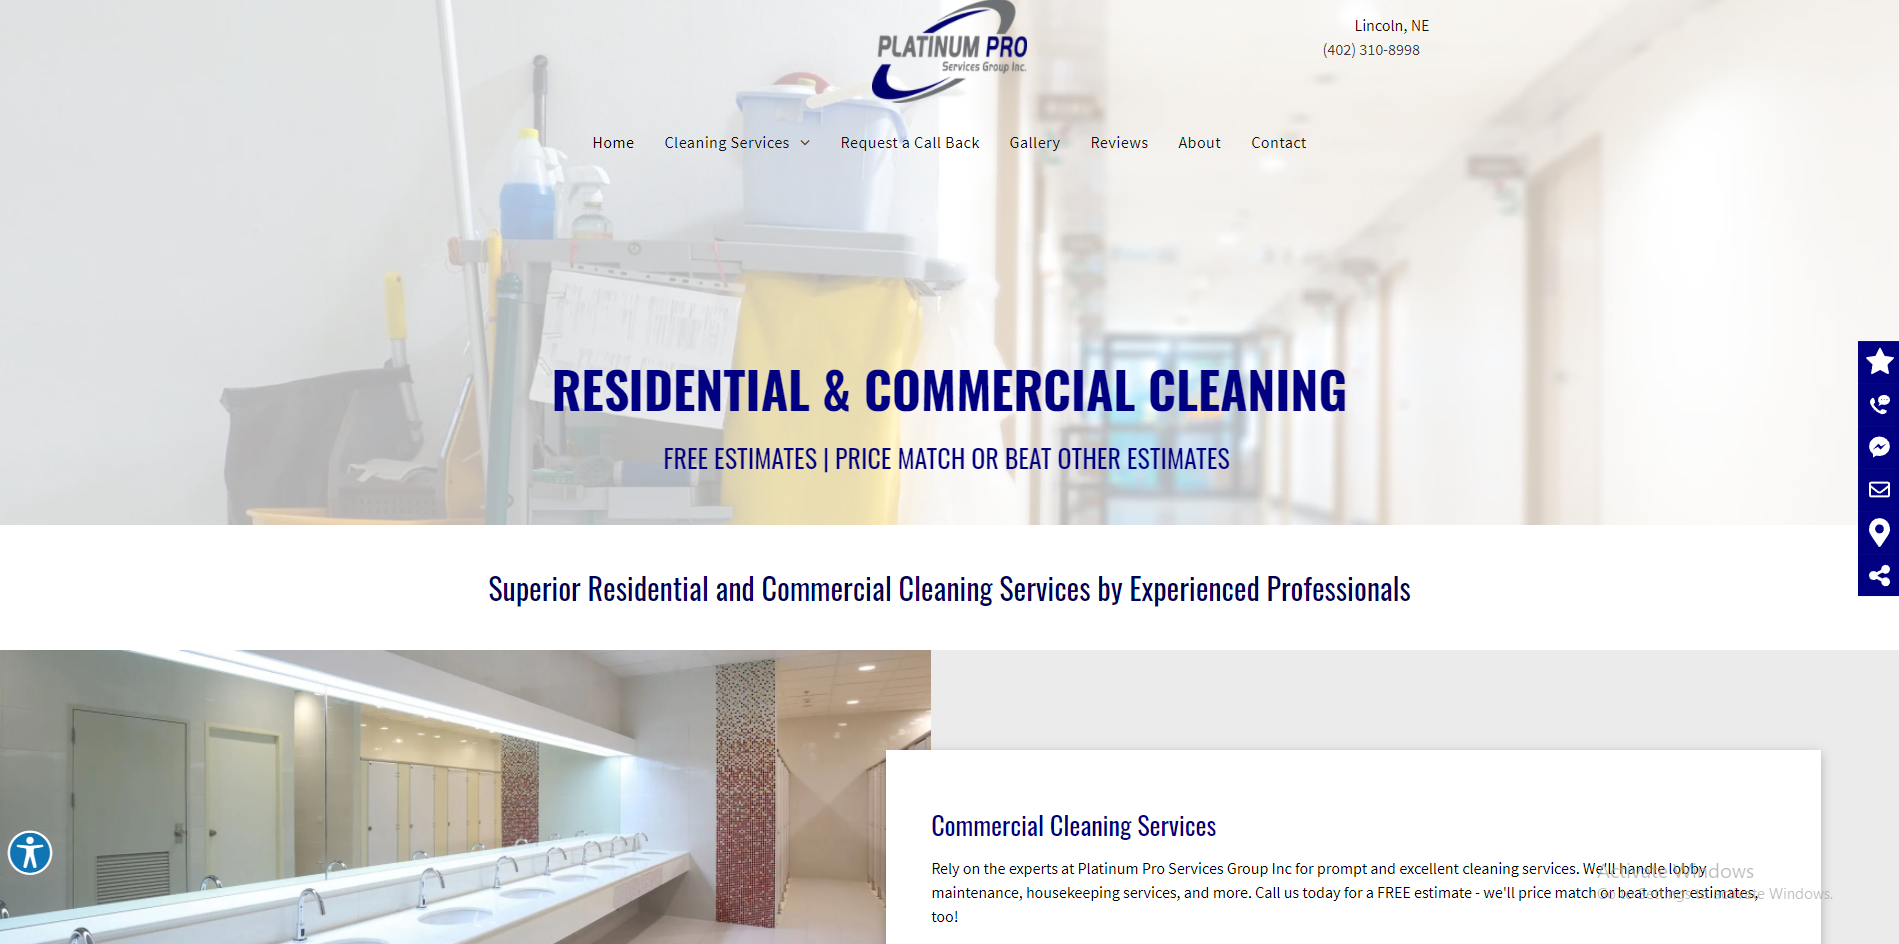 PLATINUM PRO
Services Group Inc.
Lincoln, NE
(402) 310-8998
Home Cleaning Services Request a Call Back Gallery Reviews About Contact
RESIDENTIAL & COMMERCIAL CLEANING
FREE ESTIMATES | PRICE MATCH OR BEAT OTHER ESTIMATES
Superior Residential and Commercial Cleaning Services by Experienced Professionals
Commercial Cleaning Services
Rely on the experts at Platinum Pro Services Group Inc for prompt and excellent cleaning services. We'll handle lobby
maintenance, housekeeping services, and more. Call us today for a FREE estimate - we'll price match or beat other estimates,
too!
Activate Windows
Go to Settings to activate Windows.